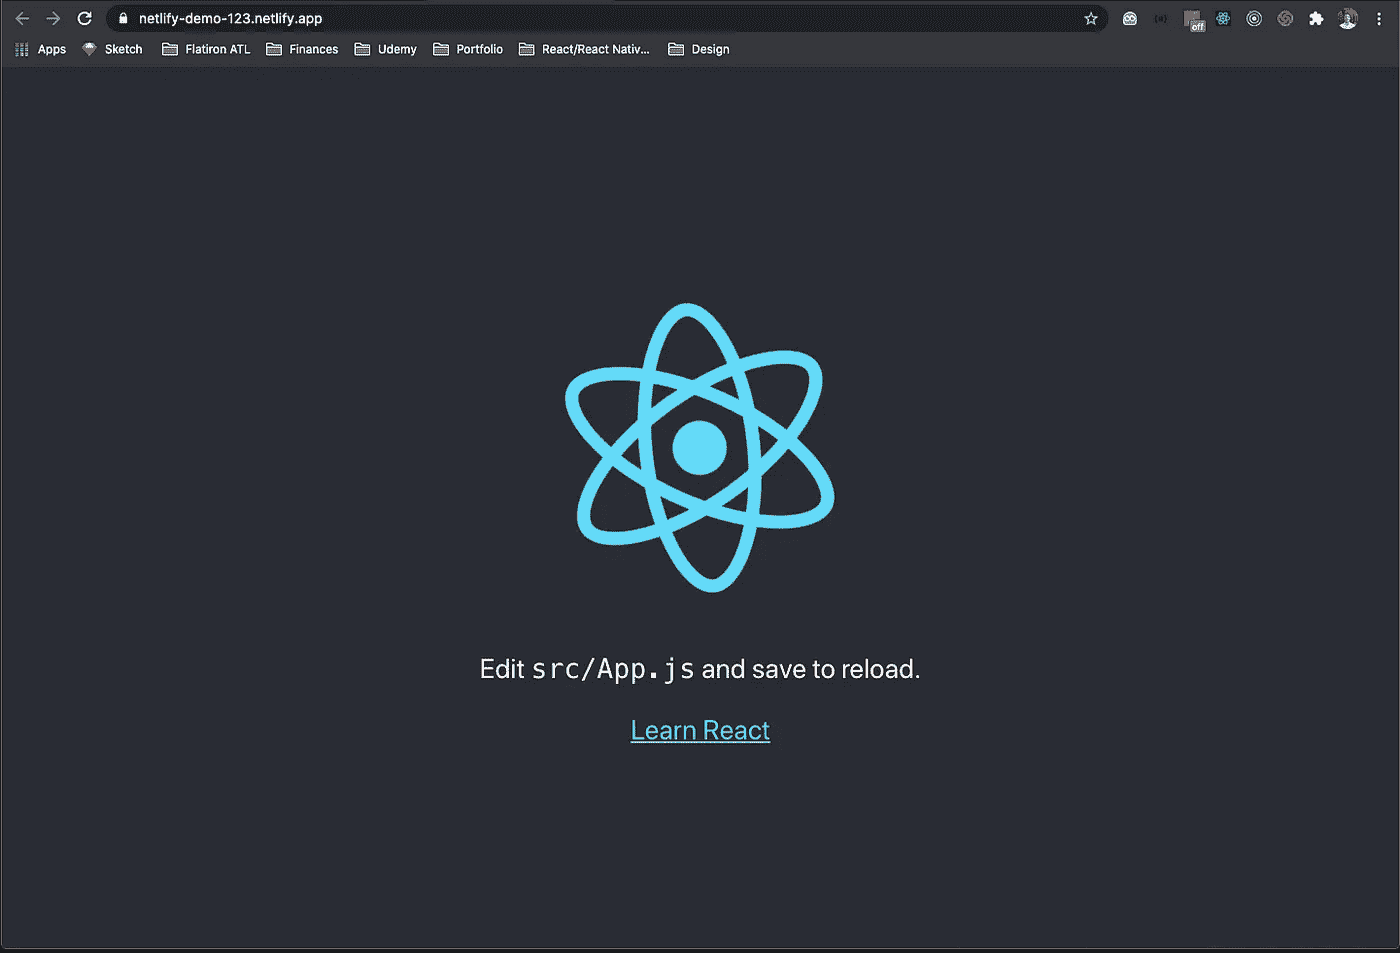 netlify-demo-123.netlify.app
off
Apps Sketch Flatiron ATL Finances Udemy Portfolio React/React Nativ... Design
Edit src/App.js and save to reload.
Learn React